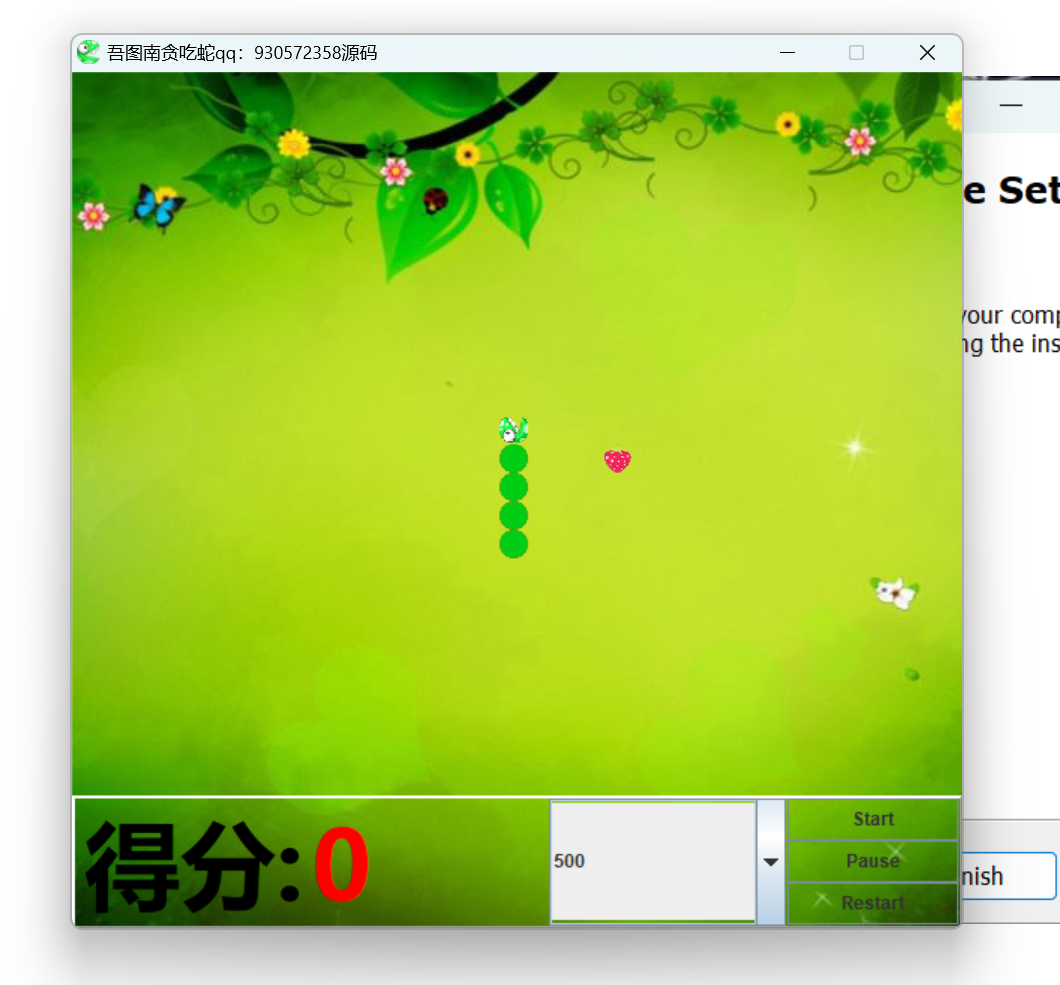 吾图南贪吃蛇qq：930572358源码
e Set
your comp
ng the ins
得分:0
500
Start
Pause
Restart
nish